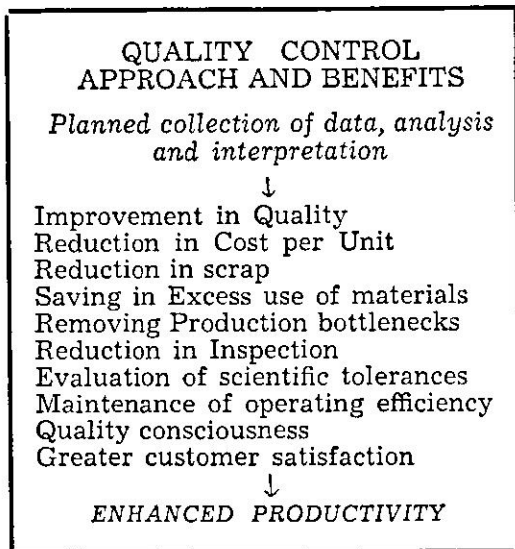 QUALITY CONTROL
APPROACH AND BENEFITS
Planned collection of data, analysis
and interpretation
↓
Improvement in Quality
Reduction in Cost per Unit
Reduction in scrap
Saving in Excess use of materials
Removing Production bottlenecks
Reduction in Inspection
Evaluation of scientific tolerances
Maintenance of operating efficiency
Quality consciousness
Greater customer satisfaction
↓
ENHANCED PRODUCTIVITY